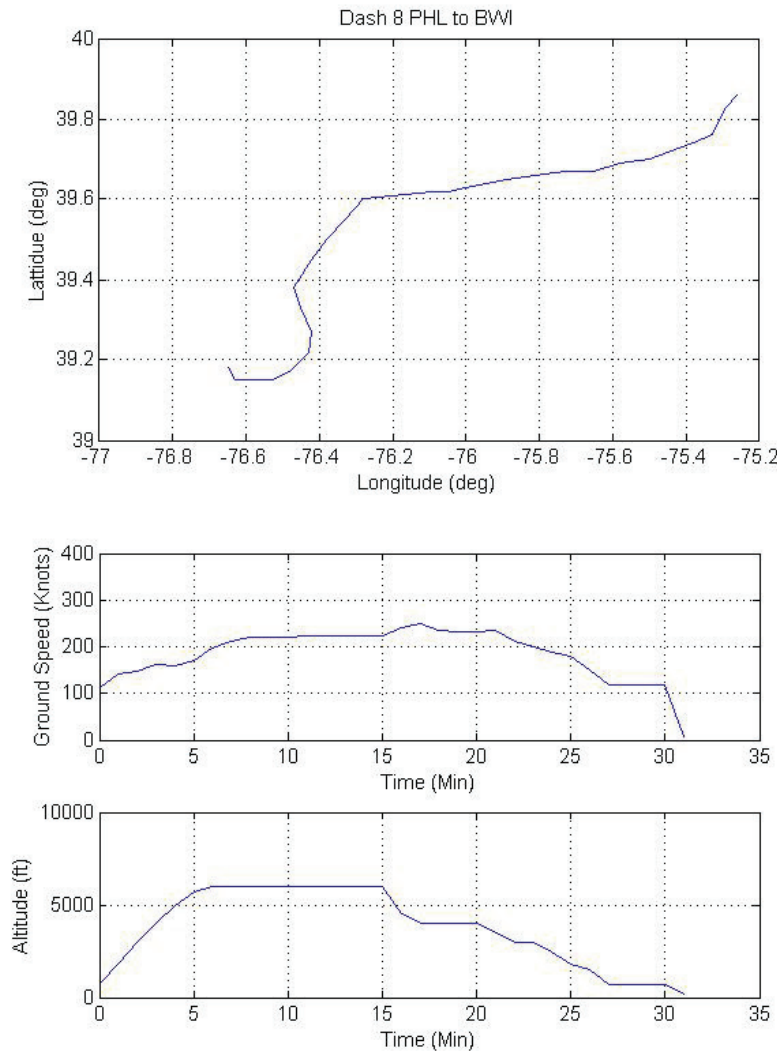 Dash 8 PHL to BWI
40
39.8
39.6
39.4
39.2
39
Lattidue (deg)
-77 -76.8 -76.6 -76.4 -76.2 -76 -75.8 -75.6 -75.4 -75.2
Longitude (deg)
400
300
200
100
0
Ground Speed (Knots)
0 5 10 15 20 25 30 35
Time (Min)
10000
5000
0
Altitude (ft)
0 5 10 15 20 25 30 35
Time (Min)